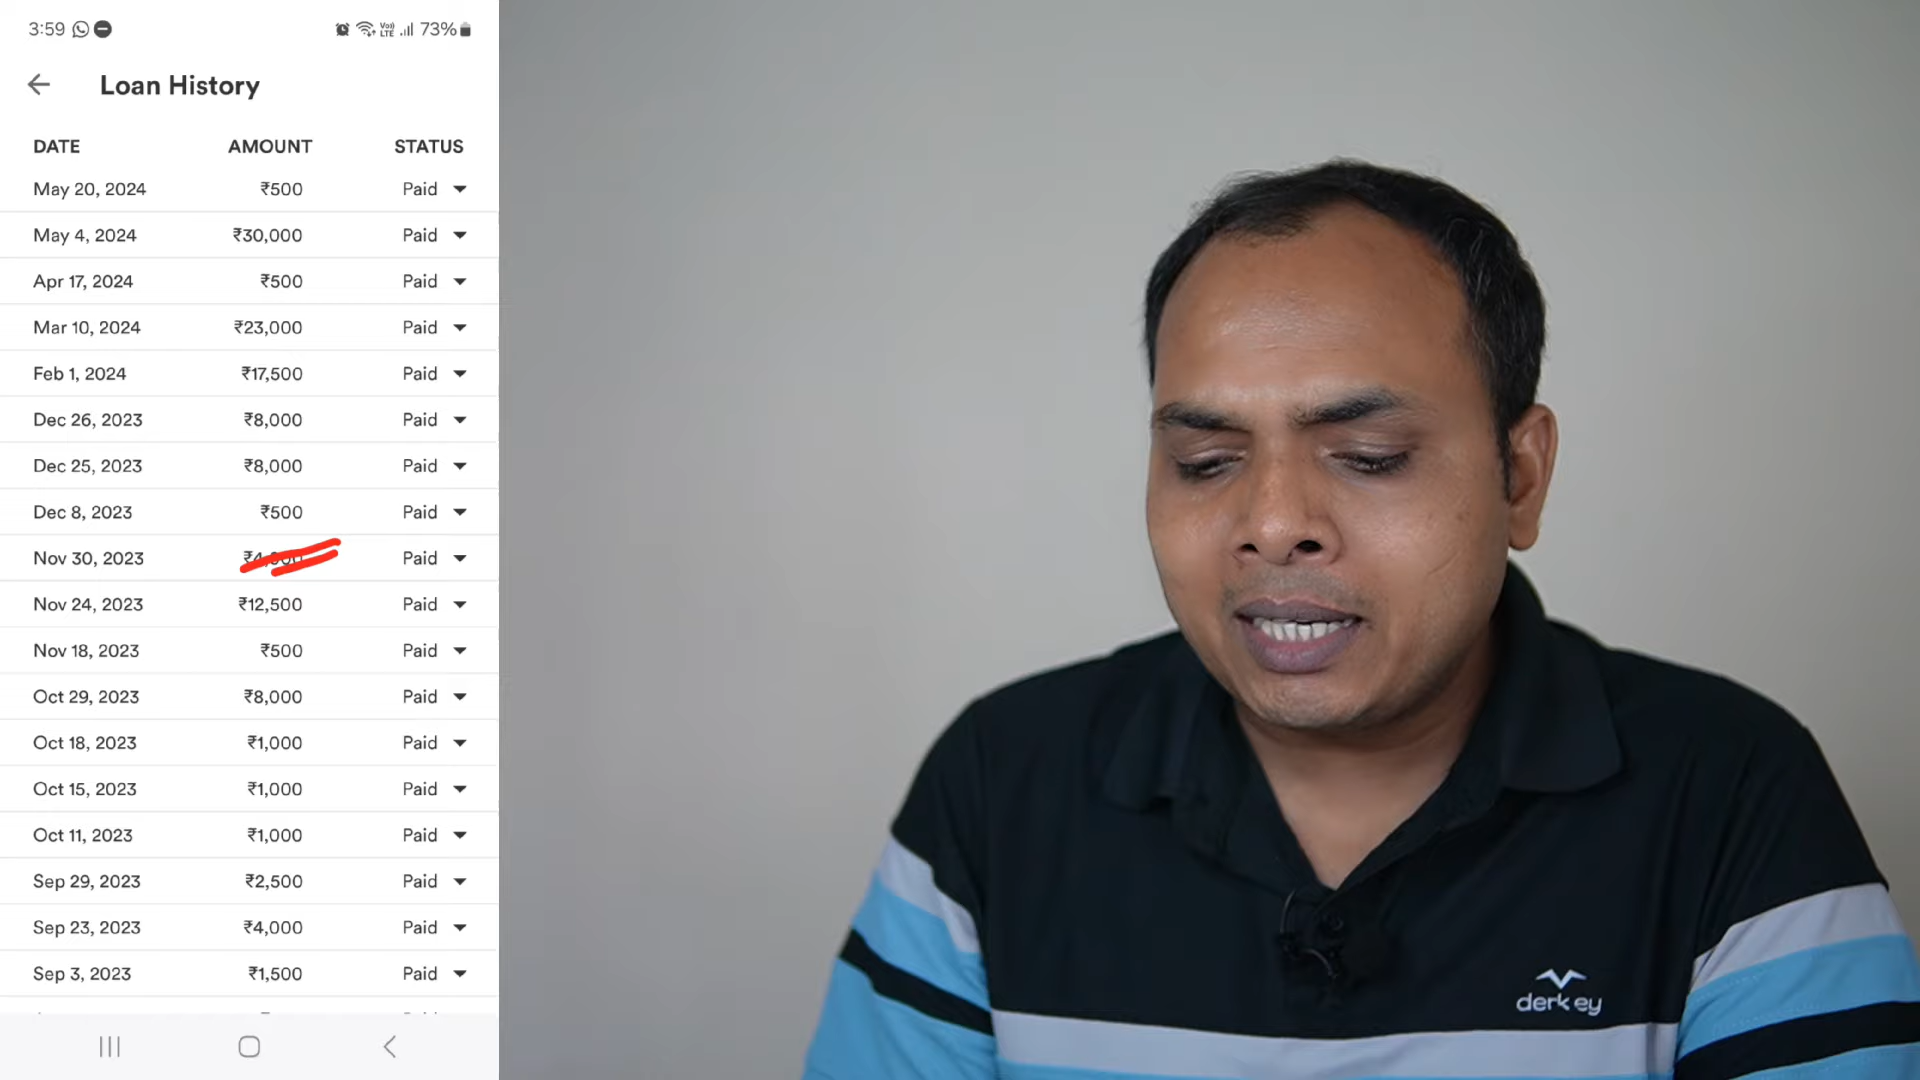 3:59 Vo) LTE 73%
Loan History
DATE AMOUNT STATUS
May 20, 2024 ₹500 Paid
May 4, 2024 ₹30,000 Paid
Apr 17, 2024 ₹500 Paid
Mar 10, 2024 ₹23,000 Paid
Feb 1, 2024 ₹17,500 Paid
Dec 26, 2023 ₹8,000 Paid
Dec 25, 2023 ₹8,000 Paid
Dec 8, 2023 ₹500 Paid
Nov 30, 2023 Paid
Nov 24, 2023 ₹12,500 Paid
Nov 18, 2023 ₹500 Paid
Oct 29, 2023 ₹8,000 Paid
Oct 18, 2023 ₹1,000 Paid
Oct 15, 2023 ₹1,000 Paid
Oct 11, 2023 ₹1,000 Paid
Sep 29, 2023 ₹2,500 Paid
Sep 23, 2023 ₹4,000 Paid
Sep 3, 2023 ₹1,500 Paid
derkey